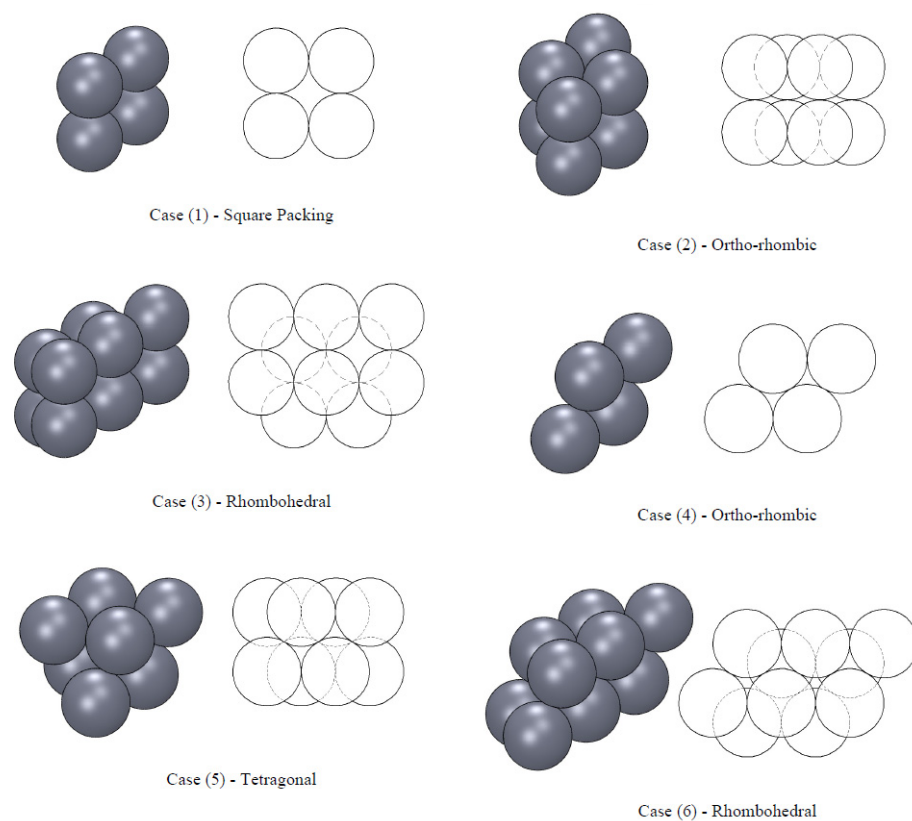 Case (1) - Square Packing
Case (2) - Ortho-rhombic
Case (3) - Rhombohedral
Case (4) - Ortho-rhombic
Case (5) - Tetragonal
Case (6) - Rhombohedral